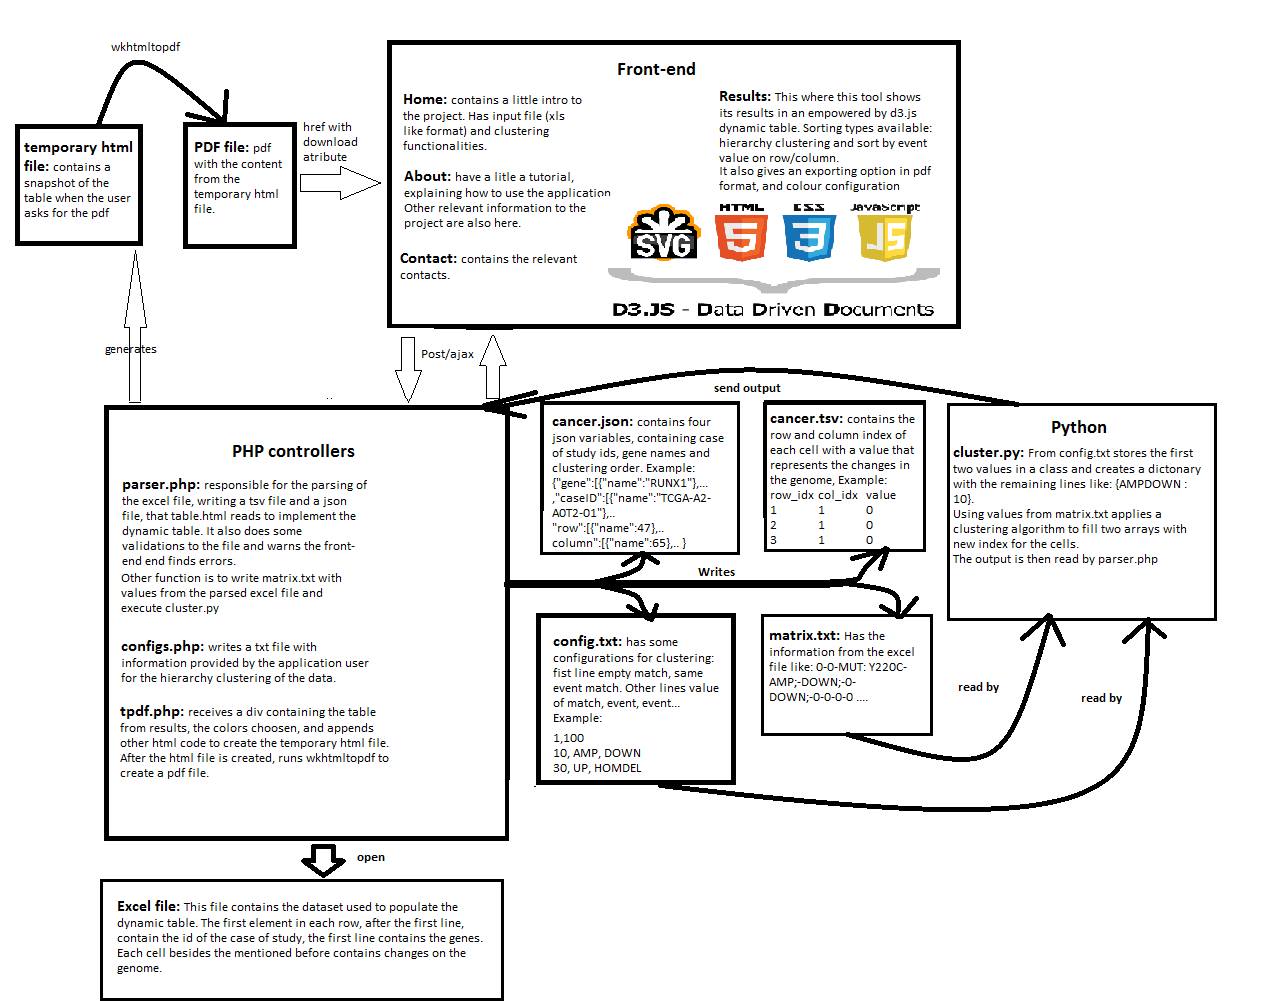 wkhtmltopdf
temporary html
file: contains a
snapshot of the
table when the user
asks for the pdf
PDF file: pdf
with the content
from the
temporary html
file.
href with
download
atribute
generates
Front-end
Home: contains a little intro to
the project. Has input file (xls
like format) and clustering
functionalities.
About: have a litle a tutorial,
explaining how to use the application
Other relevant information to the
project are also here.
Contact: contains the relevant
contacts.
Results: This where this tool shows
its results in an empowered by d3.js
dynamic table. Sorting types available:
hierarchy clustering and sort by event
value on row/column.
It also gives an exporting option in pdf
format, and colour configuration
SVG
HTML
5
CSS
3
JavaScript
JS
D3.JS - Data Driven Documents
Post/ajax
send output
PHP controllers
parser.php: responsible for the parsing of
the excel file, writing a tsv file and a json
file, that table.html reads to implement the
dynamic table. It also does some
validations to the file and warns the front-
end end finds errors.
Other function is to write matrix.txt with
values from the parsed excel file and
execute cluster.py
configs.php: writes a txt file with
information provided by the application user
for the hierarchy clustering of the data.
tpdf.php: receives a div containing the table
from results, the colors choosen, and appends
other html code to create the temporary html file.
After the html file is created, runs wkhtmltopdf to
create a pdf file.
cancer.json: contains four
json variables, containing case
of study ids, gene names and
clustering order. Example:
{"gene":[{"name":"RUNX1"},...
,"caseID":[{"name":"TCGA-A2-
A0T2-01"},..
"row":[{"name":47},..
column":[{"name":65},.. }
cancer.tsv: contains the
row and column index of
each cell with a value that
represents the changes in
the genome, Example:
row_idx col_idx value
1 1 0
2 1 0
3 1 0
Python
cluster.py: From config.txt stores the first
two values in a class and creates a dictonary
with the remaining lines like: {AMPDOWN :
10}.
Using values from matrix.txt applies a
clustering algorithm to fill two arrays with
new index for the cells.
The output is then read by parser.php
Writes
config.txt: has some
configurations for clustering:
fist line empty match, same
event match. Other lines value
of match, event, event...
Example:
1,100
10, AMP, DOWN
30, UP, HOMDEL
matrix.txt: Has the
information from the excel
file like: 0-0-MUT: Y220C-
AMP;-DOWN;-0-
DOWN;-0-0-0-0 ....
read by
read by
open
Excel file: This file contains the dataset used to populate the
dynamic table. The first element in each row, after the first line,
contain the id of the case of study, the first line contains the genes.
Each cell besides the mentioned before contains changes on the
genome.